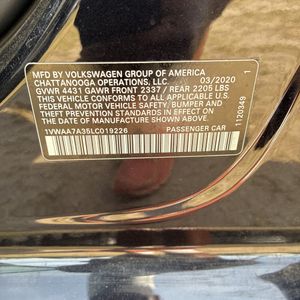 MFD BY VOLKSWAGEN GROUP OF AMERICA
CHATTANOOGA OPERATIONS, LLC. 03/2020
GVWR 4431 GAWR FRONT 2337 / REAR 2205 LBS
THIS VEHICLE CONFORMS TO ALL APPLICABLE U.S.
FEDERAL MOTOR VEHICLE SAFETY, BUMPER AND
THEFT PREVENTION STANDARDS IN EFFECT ON THE
DATE OF MANUFACTURE SHOWN ABOVE.
1VWAA7A35LC019226 PASSENGER CAR
1120349
1